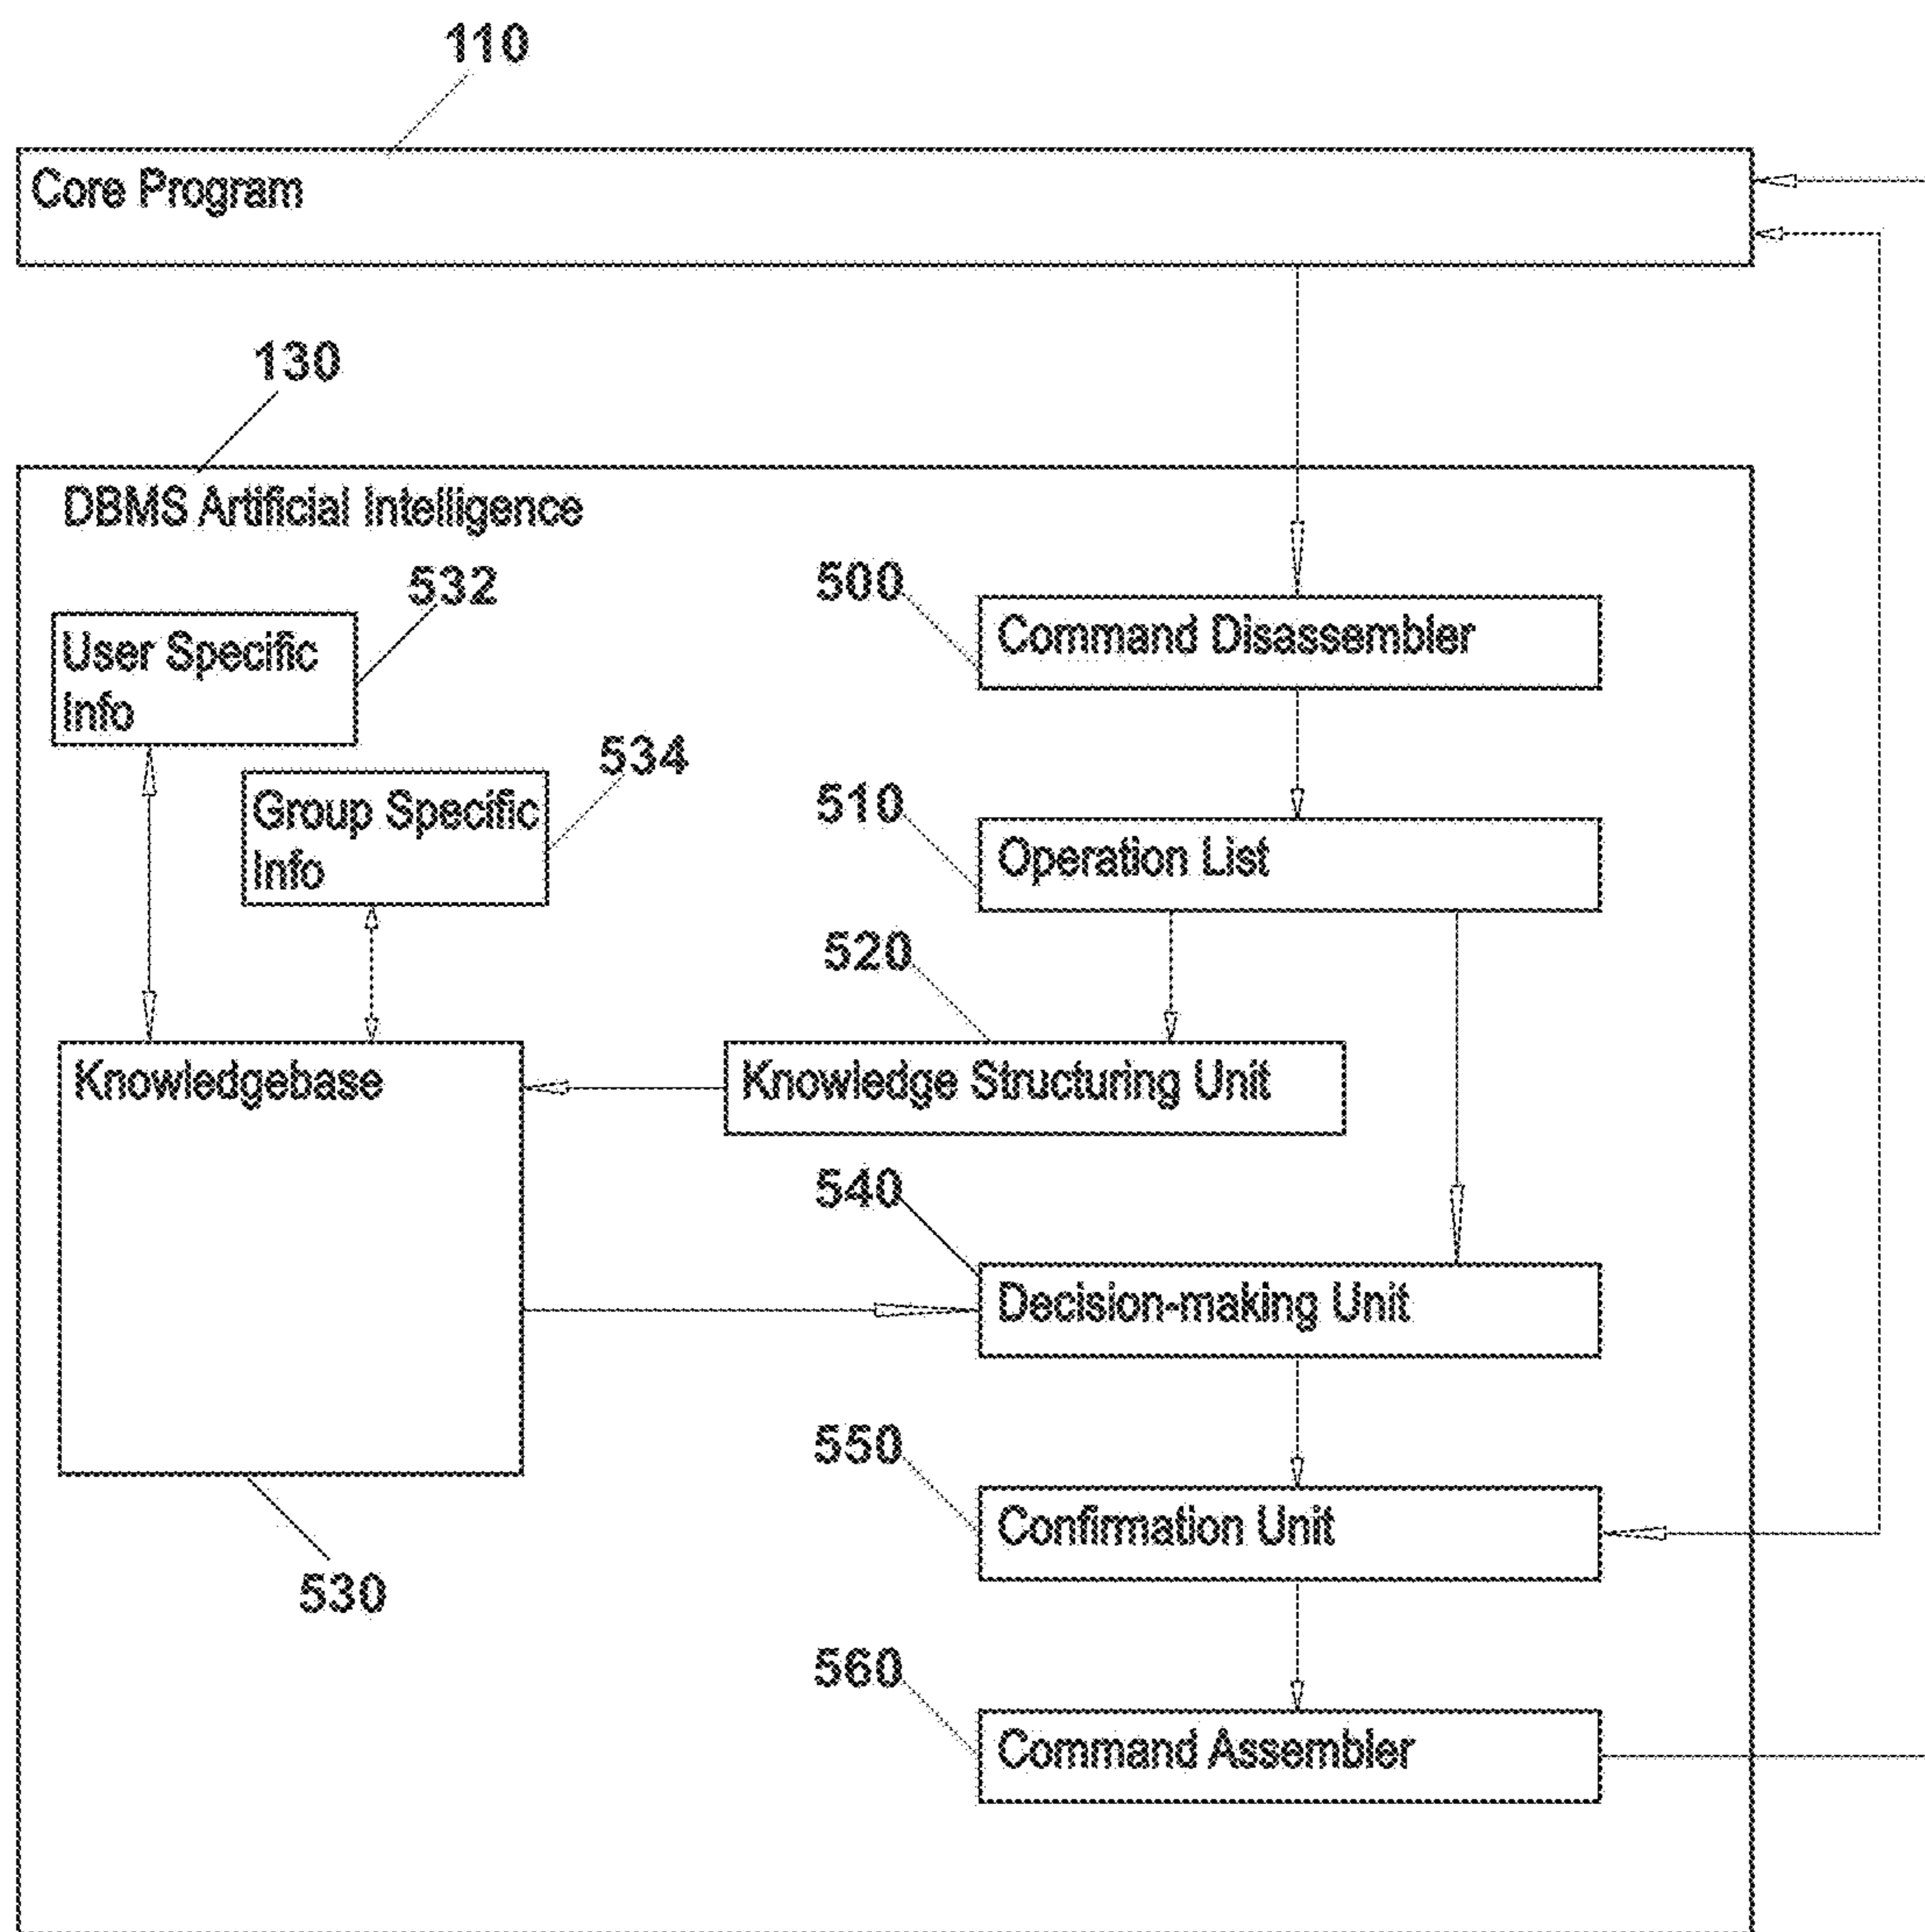 110
Core Program
130
DBMS Artificial Intelligence
532
500
User Specific
Info
Command Disassembler
534
Group Specific
Info
510
Operation List
520
Knowledgebase
Knowledge Structuring Unit
540
Decision-making Unit
550
Confirmation Unit
530
560
Command Assembler